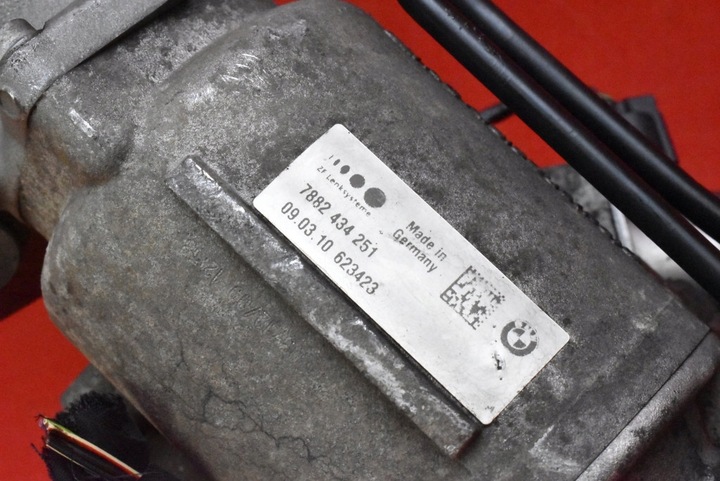 ZF Lenksysteme
7882 434 251
09.03.10 623423
Made in
Germany